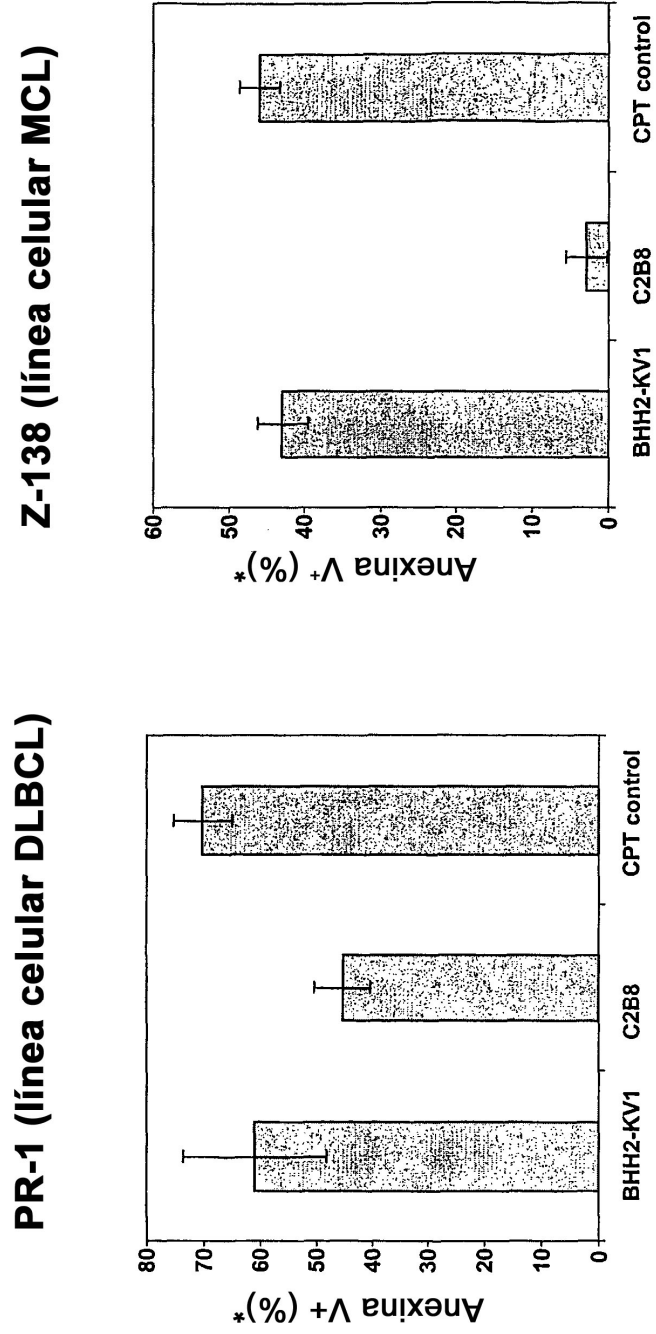 PR-1 (línea celular DLBCL)
Anexina V+ (%)*
80
70
60
50
40
30
20
10
0
BHH2-KV1
C2B8
CPT control
Z-138 (línea celular MCL)
Anexina V⁺ (%)*
60
50
40
30
20
10
0
BHH2-KV1
C2B8
CPT control